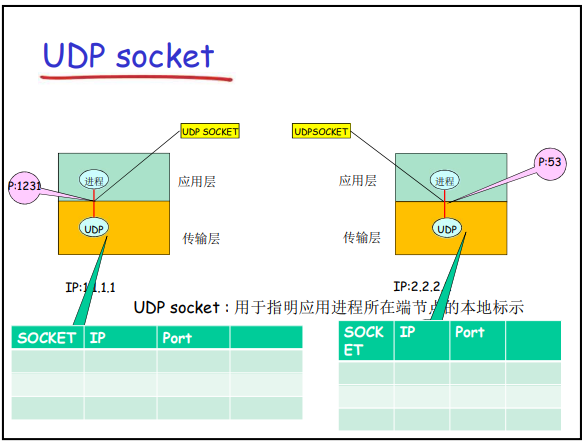 UDP socket
UDP SOCKET
UDPSOCKET
P:1231
进程
应用层
UDP
传输层
IP:1.1.1.1
应用层
进程
P:53
传输层
UDP
IP:2.2.2
UDP socket：用于指明应用进程所在端节点的本地标示
SOCKET IP Port
SOCK
ET IP Port